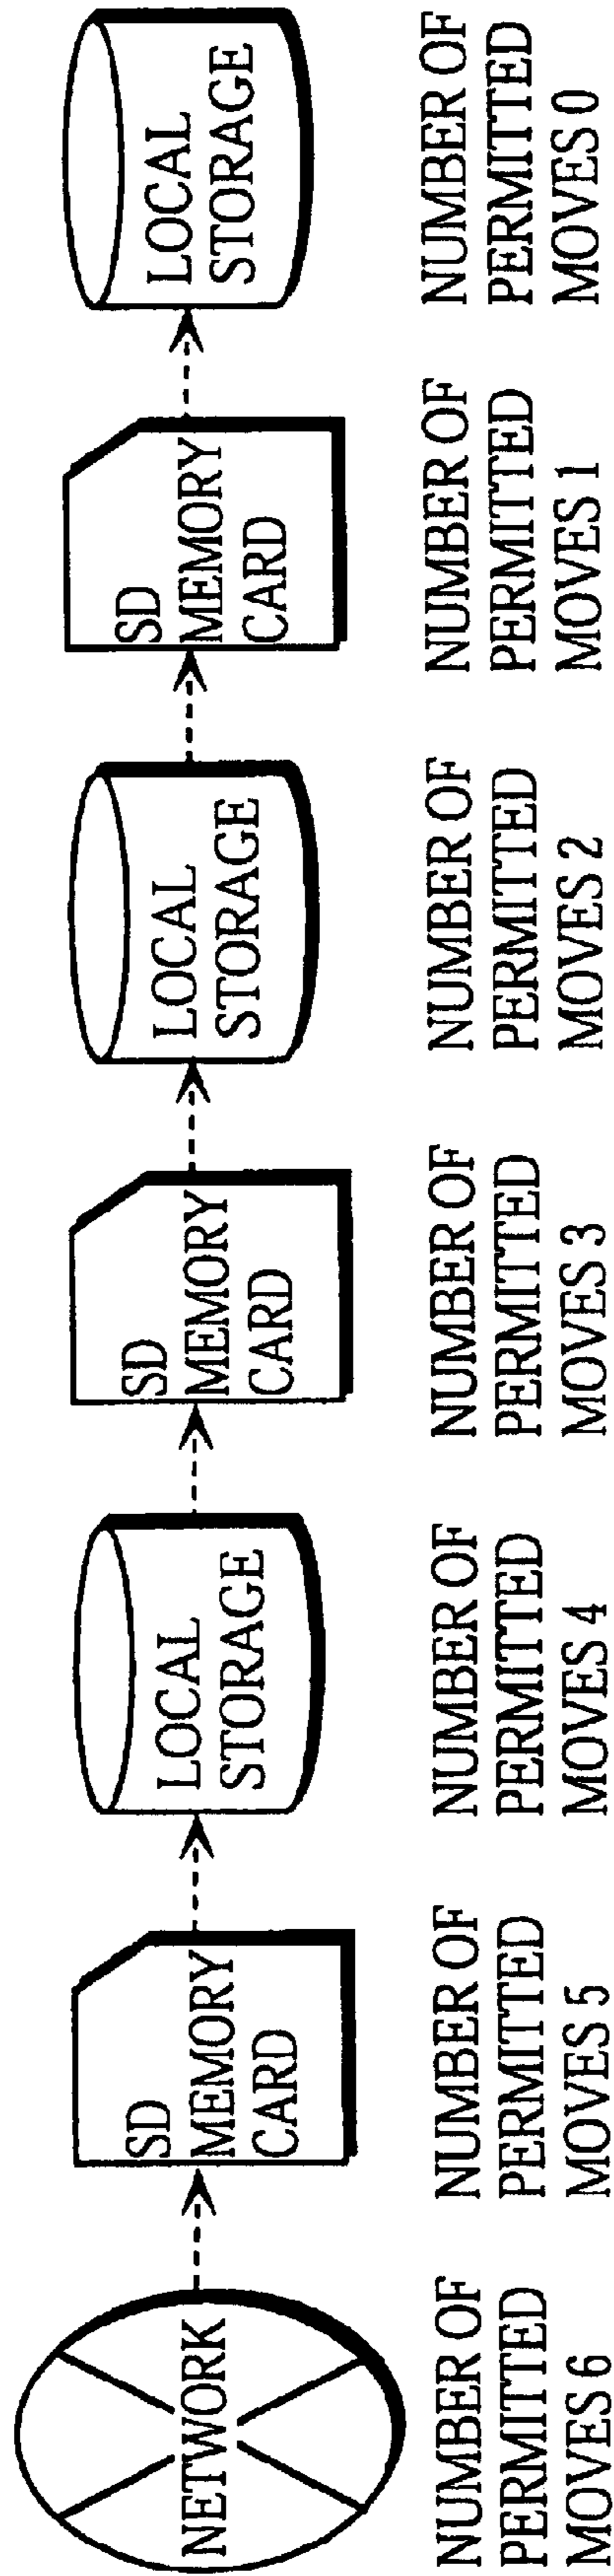 NETWORK
NUMBER OF
PERMITTED
MOVES 6
SD
MEMORY
CARD
NUMBER OF
PERMITTED
MOVES 5
LOCAL
STORAGE
NUMBER OF
PERMITTED
MOVES 4
SD
MEMORY
CARD
NUMBER OF
PERMITTED
MOVES 3
LOCAL
STORAGE
NUMBER OF
PERMITTED
MOVES 2
SD
MEMORY
CARD
NUMBER OF
PERMITTED
MOVES 1
LOCAL
STORAGE
NUMBER OF
PERMITTED
MOVES 0